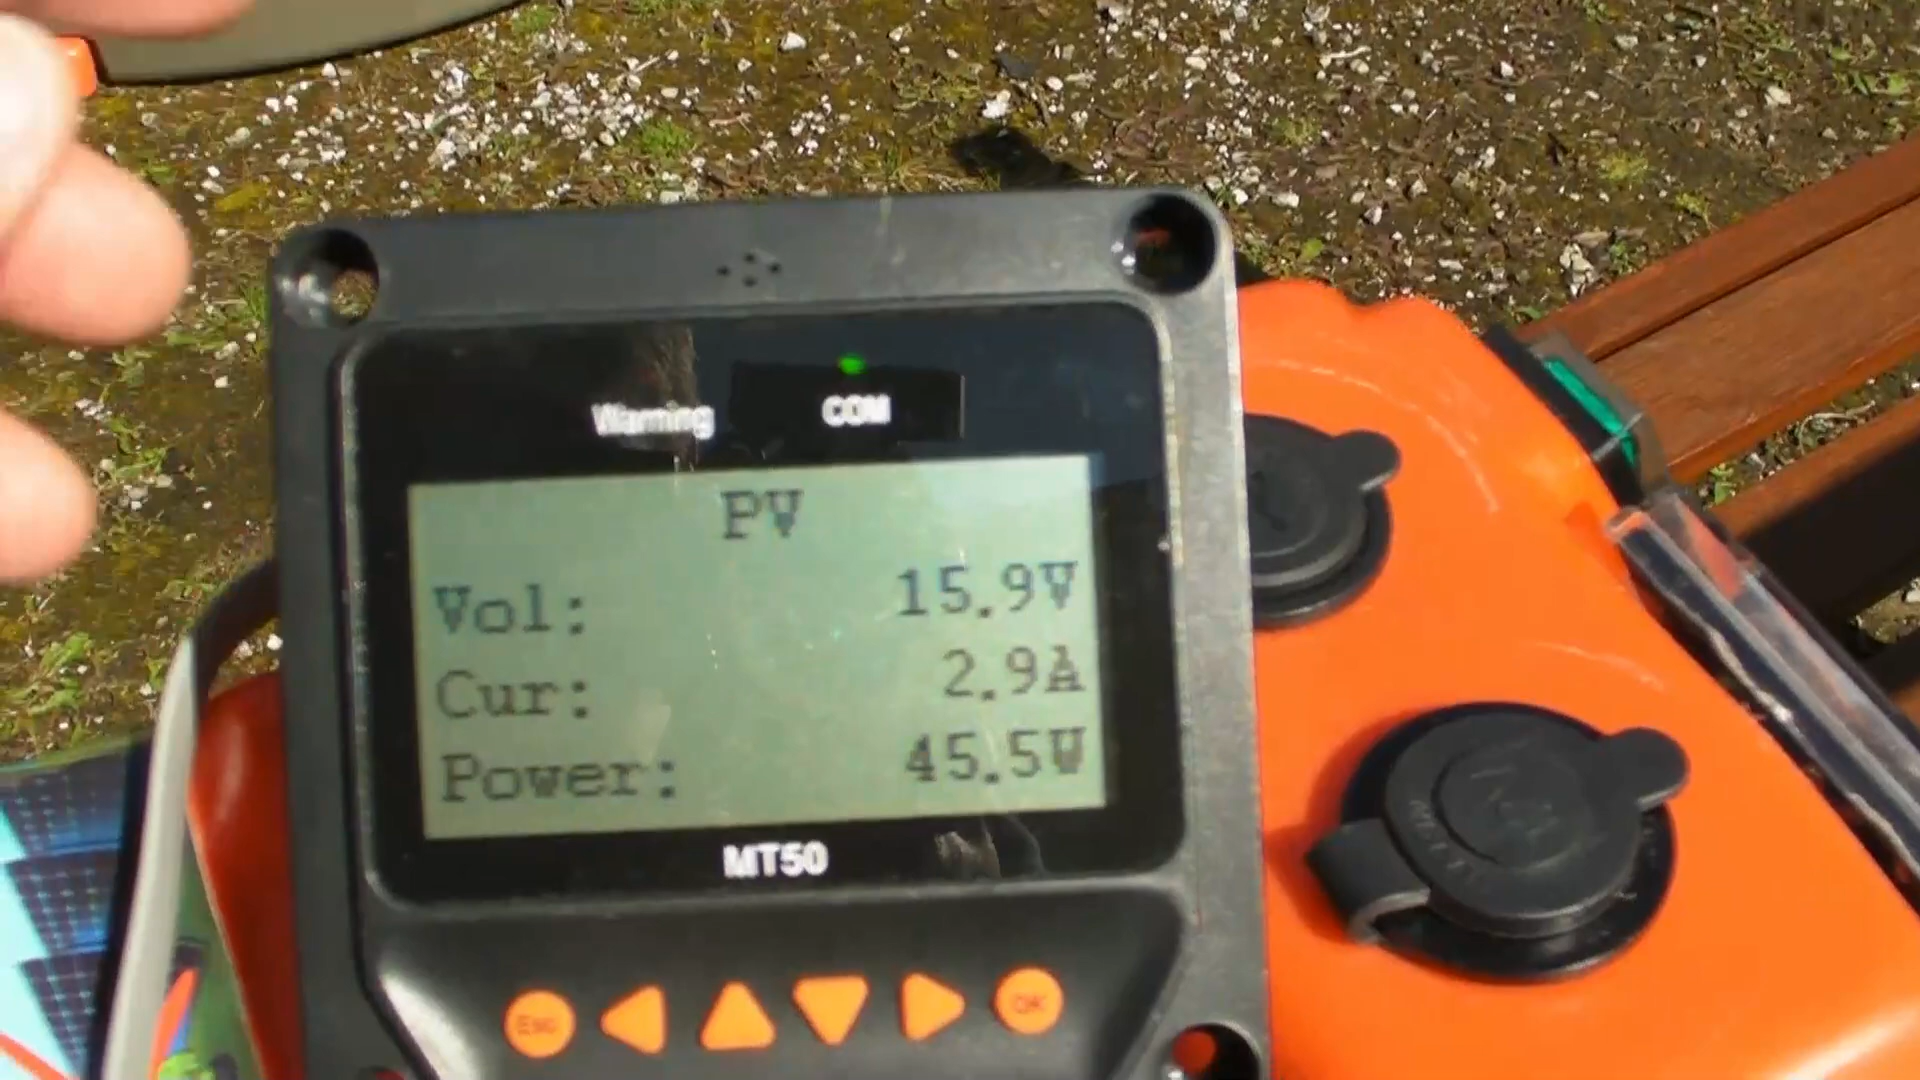 Warning COM
PV
Vol: 15.9V
Cur: 2.9A
Power: 45.5W
MT50
Esc OK